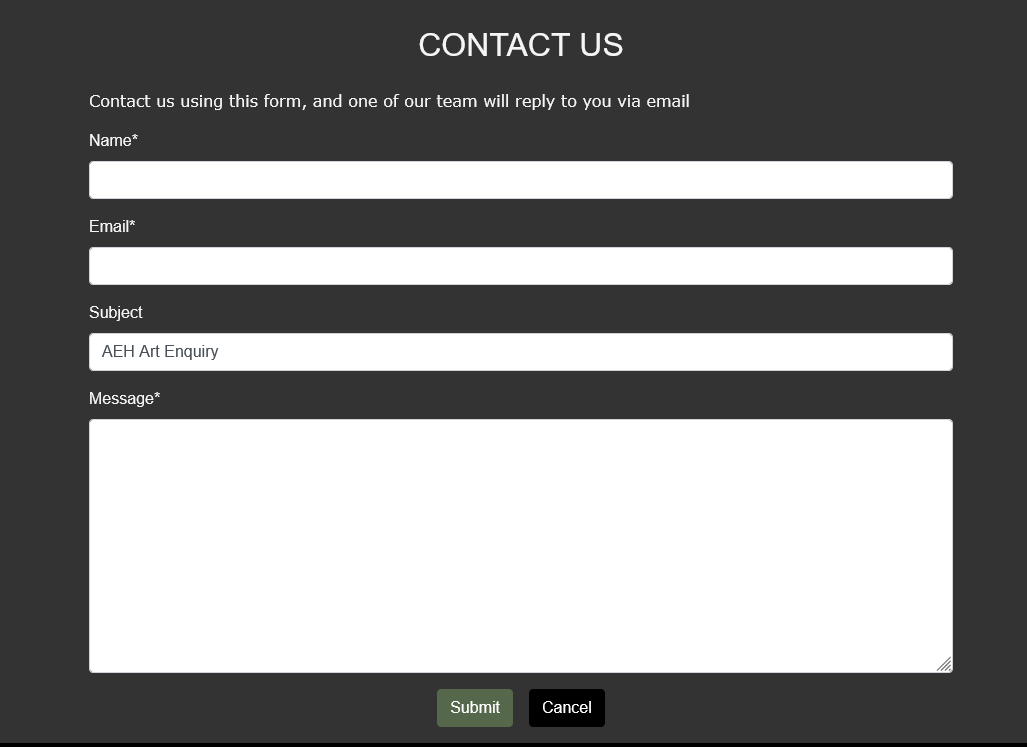 CONTACT US
Contact us using this form, and one of our team will reply to you via email
Name*
Email*
Subject
AEH Art Enquiry
Message*
Submit Cancel